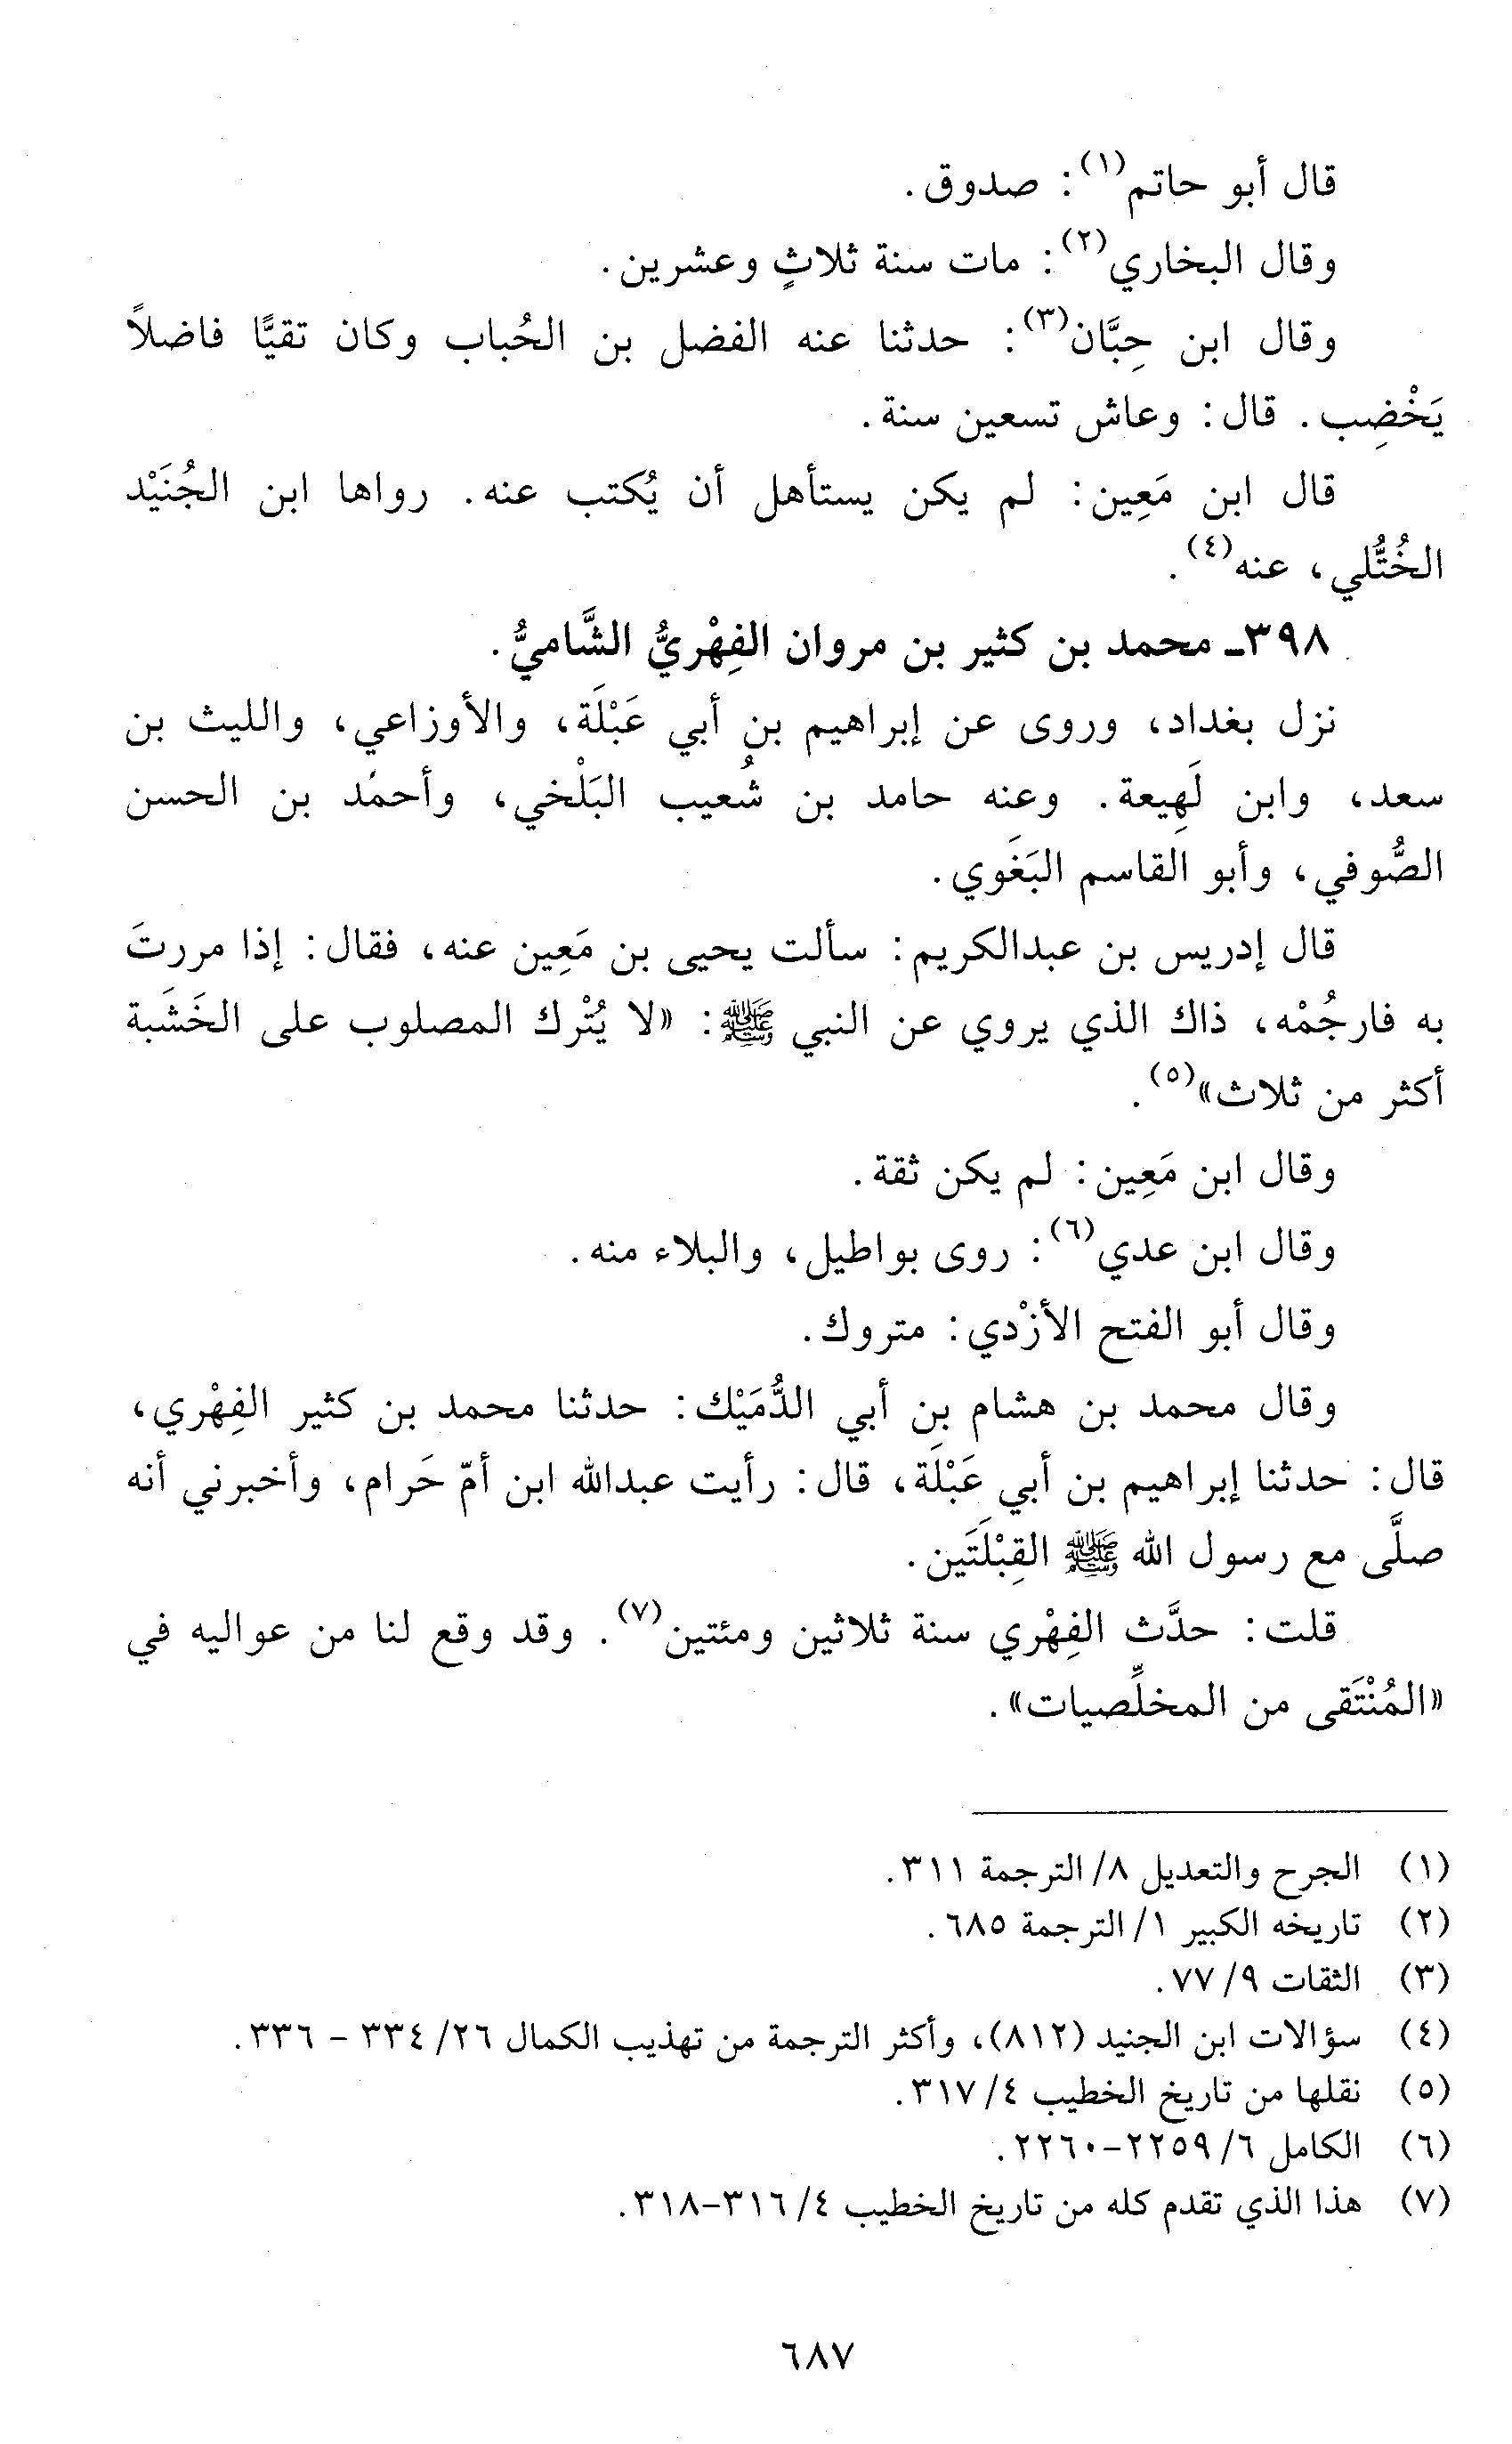 قال أبو حاتم(١): صدوق.
وقال البخاري(٢): مات سنة ثلاثٍ وعشرين.
وقال ابن حِبَّان(٣): حدثنا عنه الفضل بن الحُباب وكان تقيًّا فاضلاً
يَخْضِب. قال: وعاش تسعين سنة.
قال ابن مَعِين: لم يكن يستأهل أن يُكتب عنه. رواها ابن الجُنَيْد
الخُتُّلي، عنه(٤).
٣٩٨ـ محمد بن كثير بن مروان الفِهْريُّ الشَّاميُّ.
نزل بغداد، وروى عن إبراهيم بن أبي عَبْلَة، والأوزاعي، والليث بن
سعد، وابن لَهِيعة. وعنه حامد بن شُعيب البَلْخي، وأحمد بن الحسن
الصُّوفي، وأبو القاسم البَغَوي.
قال إدريس بن عبدالكريم: سألت يحيى بن مَعِين عنه، فقال: إذا مررتَ
به فارجُمْه، ذاك الذي يروي عن النبي ﷺ: «لا يُتْرك المصلوب على الخَشَبة
أكثر من ثلاث»(٥).
وقال ابن مَعِين: لم يكن ثقة.
وقال ابن عدي(٦): روى بواطيل، والبلاء منه.
وقال أبو الفتح الأزْدي: متروك.
وقال محمد بن هشام بن أبي الدُّمَيْك: حدثنا محمد بن كثير الفِهْري،
قال: حدثنا إبراهيم بن أبي عَبْلَة، قال: رأيت عبدالله ابن أمّ حَرام، وأخبرني أنه
صلَّى مع رسول الله ﷺ القِبْلَتَين.
قلت: حدَّث الفِهْري سنة ثلاثين ومئتين(٧). وقد وقع لنا من عواليه في
«المُنْتَقى من المخلِّصيات».
(١) الجرح والتعديل ٨/ الترجمة ٣١١.
(٢) تاريخه الكبير ١/ الترجمة ٦٨٥.
(٣) الثقات ٩/ ٧٧.
(٤) سؤالات ابن الجنيد (٨١٢)، وأكثر الترجمة من تهذيب الكمال ٢٦/ ٣٣٤ - ٣٣٦.
(٥) نقلها من تاريخ الخطيب ٤/ ٣١٧.
(٦) الكامل ٦/ ٢٢٥٩-٢٢٦٠.
(٧) هذا الذي تقدم كله من تاريخ الخطيب ٤/ ٣١٦-٣١٨.
٦٨٧